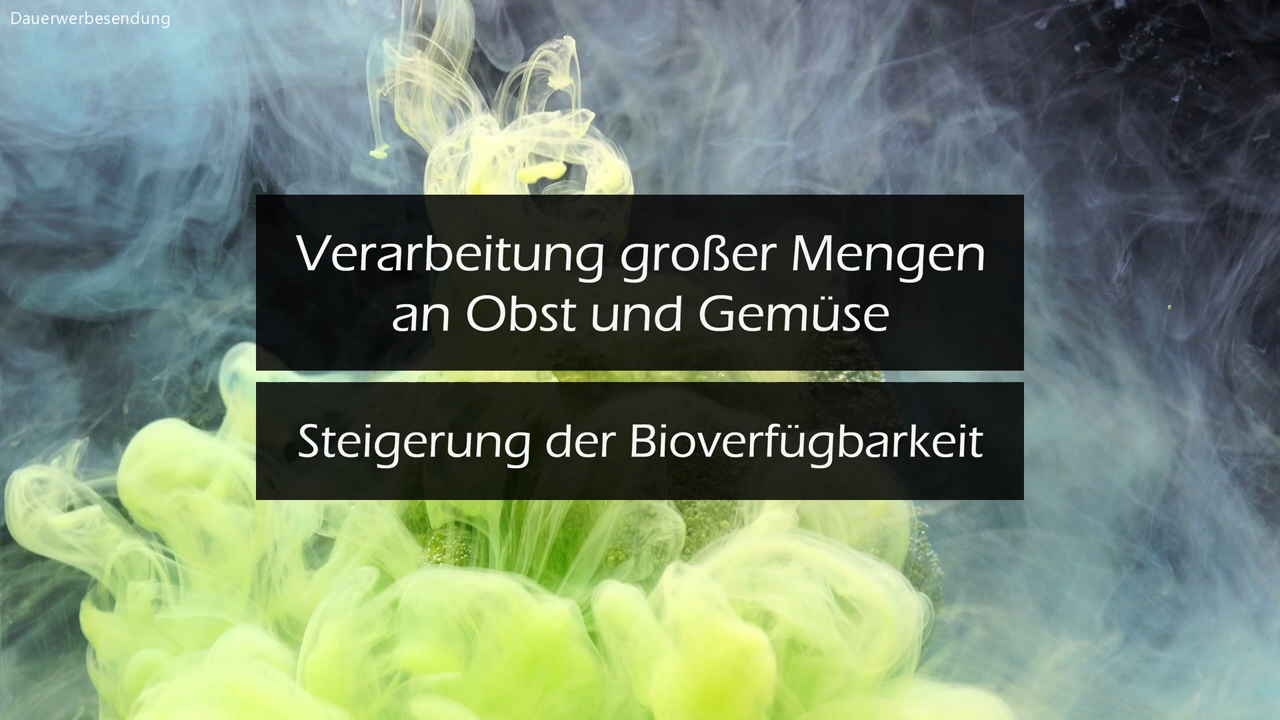 Dauerwerbesendung
Verarbeitung großer Mengen
an Obst und Gemüse
Steigerung der Bioverfügbarkeit